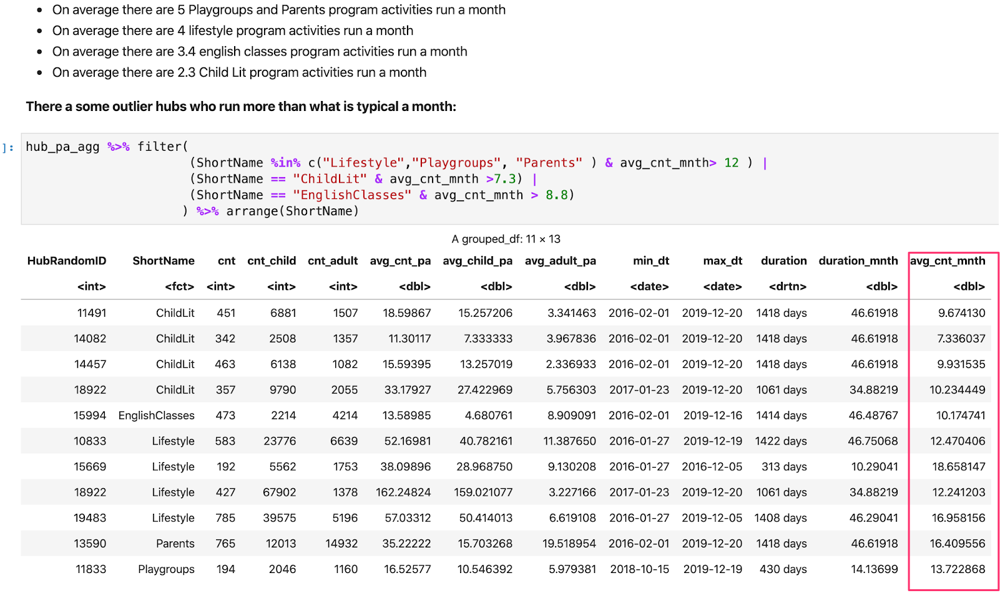 • On average there are 5 Playgroups and Parents program activities run a month
• On average there are 4 lifestyle program activities run a month
• On average there are 3.4 english classes program activities run a month
• On average there are 2.3 Child Lit program activities run a month
There a some outlier hubs who run more than what is typical a month:
]: hub_pa_agg %>% filter(
(ShortName %in% c("Lifestyle","Playgroups", "Parents" ) & avg_cnt_mnth> 12 ) |
(ShortName == "ChildLit" & avg_cnt_mnth >7.3) |
(ShortName == "EnglishClasses" & avg_cnt_mnth > 8.8)
) %>% arrange(ShortName)
A grouped_df: 11 × 13
HubRandomID ShortName cnt cnt_child cnt_adult avg_cnt_pa avg_child_pa avg_adult_pa min_dt max_dt duration duration_mnth avg_cnt_mnth
<int> <fct> <int> <int> <int> <dbl> <dbl> <dbl> <date> <date> <drtn> <dbl> <dbl>
11491 ChildLit 451 6881 1507 18.59867 15.257206 3.341463 2016-02-01 2019-12-20 1418 days 46.61918 9.674130
14082 ChildLit 342 2508 1357 11.30117 7.333333 3.967836 2016-02-01 2019-12-20 1418 days 46.61918 7.336037
14457 ChildLit 463 6138 1082 15.59395 13.257019 2.336933 2016-02-01 2019-12-20 1418 days 46.61918 9.931535
18922 ChildLit 357 9790 2055 33.17927 27.422969 5.756303 2017-01-23 2019-12-20 1061 days 34.88219 10.234449
15994 EnglishClasses 473 2214 4214 13.58985 4.680761 8.909091 2016-02-01 2019-12-16 1414 days 46.48767 10.174741
10833 Lifestyle 583 23776 6639 52.16981 40.782161 11.387650 2016-01-27 2019-12-19 1422 days 46.75068 12.470406
15669 Lifestyle 192 5562 1753 38.09896 28.968750 9.130208 2016-01-27 2016-12-05 313 days 10.29041 18.658147
18922 Lifestyle 427 67902 1378 162.24824 159.021077 3.227166 2017-01-23 2019-12-20 1061 days 34.88219 12.241203
19483 Lifestyle 785 39575 5196 57.03312 50.414013 6.619108 2016-01-27 2019-12-05 1408 days 46.29041 16.958156
13590 Parents 765 12013 14932 35.22222 15.703268 19.518954 2016-02-01 2019-12-20 1418 days 46.61918 16.409556
11833 Playgroups 194 2046 1160 16.52577 10.546392 5.979381 2018-10-15 2019-12-19 430 days 14.13699 13.722868